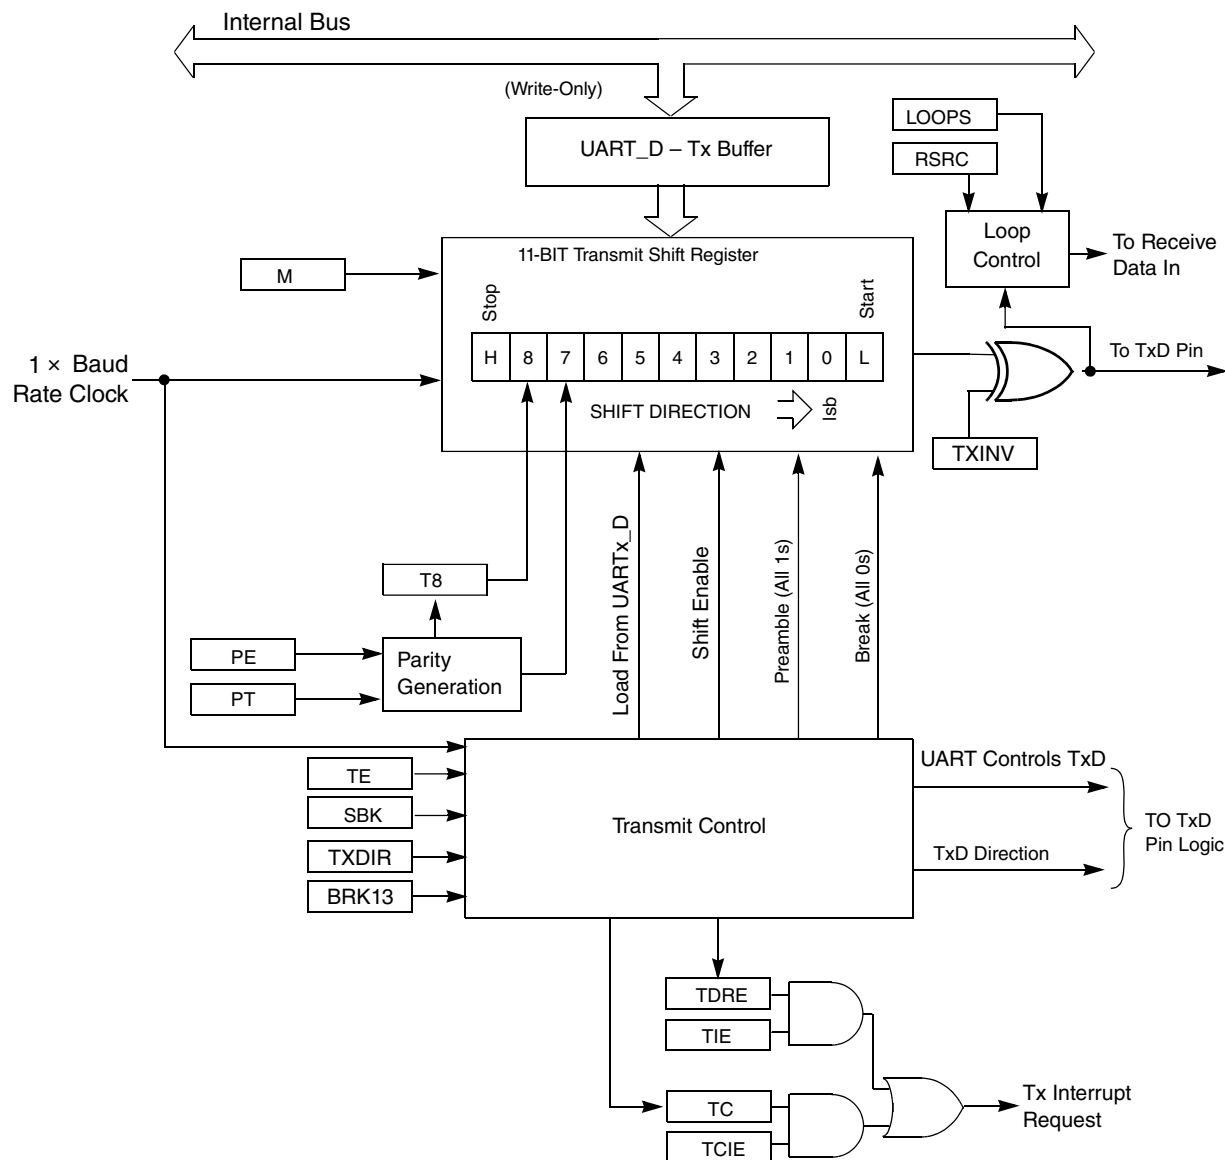 Internal Bus
(Write-Only)
UART_D – Tx Buffer
LOOPS
RSRC
Loop
Control
To Receive
Data In
11-BIT Transmit Shift Register
M
Stop
Start
H 8 7 6 5 4 3 2 1 0 L
1 × Baud
Rate Clock
To TxD Pin
SHIFT DIRECTION
lsb
TXINV
T8
PE
PT
Parity
Generation
Load From UARTx_D
Shift Enable
Preamble (All 1s)
Break (All 0s)
TE
SBK
TXDIR
BRK13
Transmit Control
UART Controls TxD
TxD Direction
TO TxD
Pin Logic
TDRE
TIE
TC
TCIE
Tx Interrupt
Request